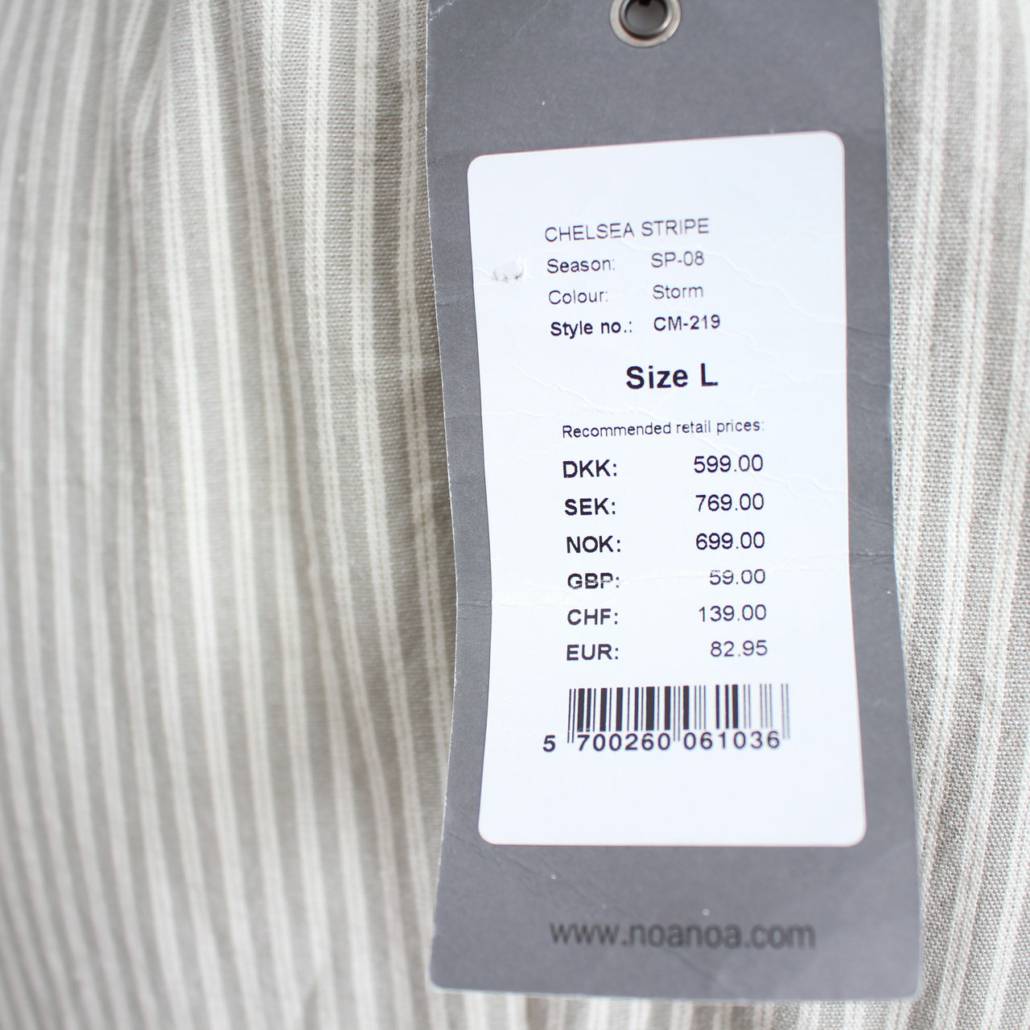 CHELSEA STRIPE
Season: SP-08
Colour: Storm
Style no.: CM-219
Size L
Recommended retail prices:
DKK: 599.00
SEK: 769.00
NOK: 699.00
GBP: 59.00
CHF: 139.00
EUR: 82.95
5 700260 061036
www.noanoa.com